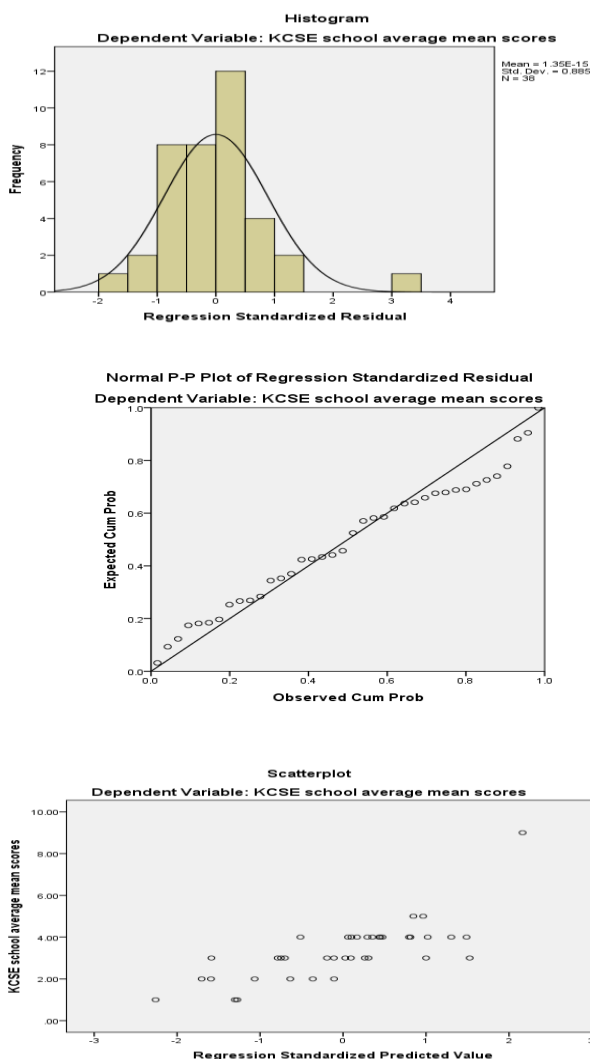 Histogram
Dependent Variable: KCSE school average mean scores
Mean = 1.35E-15
Std. Dev. = 0.885
N = 38
12
10
8
6
4
2
0
Frequency
-2 -1 0 1 2 3 4
Regression Standardized Residual
Normal P-P Plot of Regression Standardized Residual
Dependent Variable: KCSE school average mean scores
1.0
0.8
0.6
0.4
0.2
0.0
Expected Cum Prob
0.0 0.2 0.4 0.6 0.8 1.0
Observed Cum Prob
Scatterplot
Dependent Variable: KCSE school average mean scores
10.00
8.00
6.00
4.00
2.00
.00
KCSE school average mean scores
-3 -2 -1 0 1 2 3
Regression Standardized Predicted Value